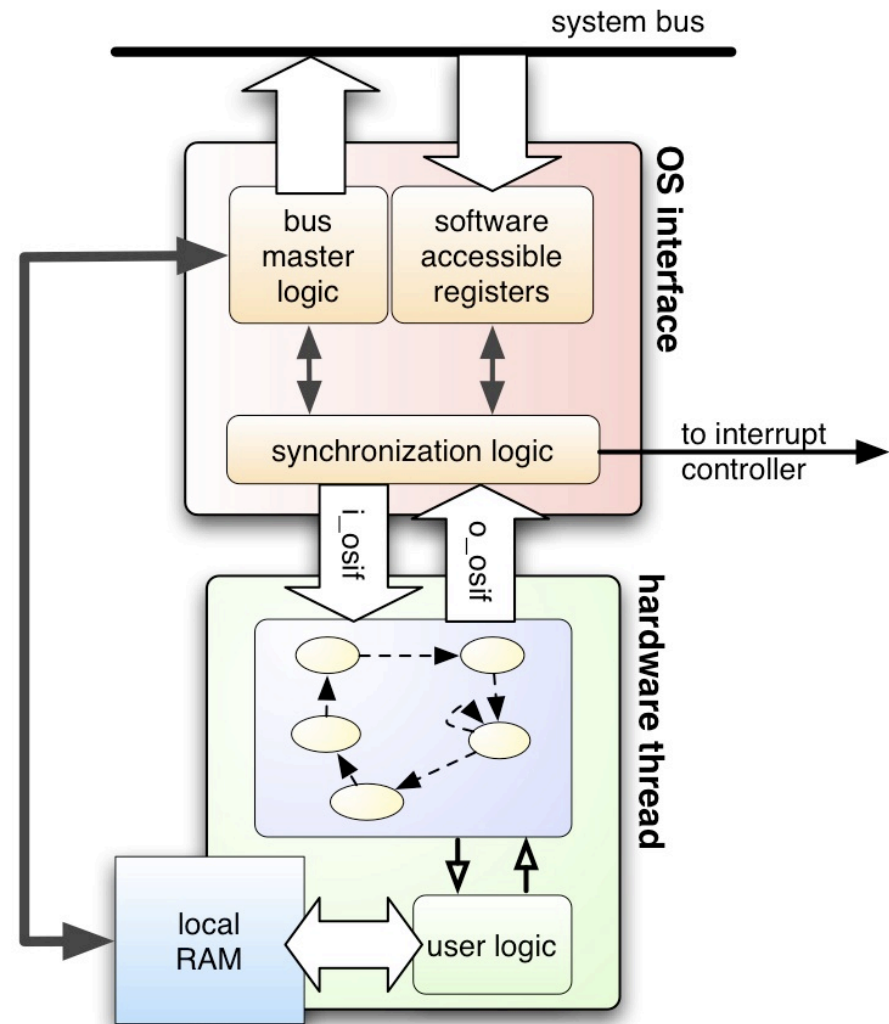 system bus
OS interface
bus
master
logic
software
accessible
registers
synchronization logic
to interrupt
controller
i_osif
o_osif
hardware thread
local
RAM
user logic